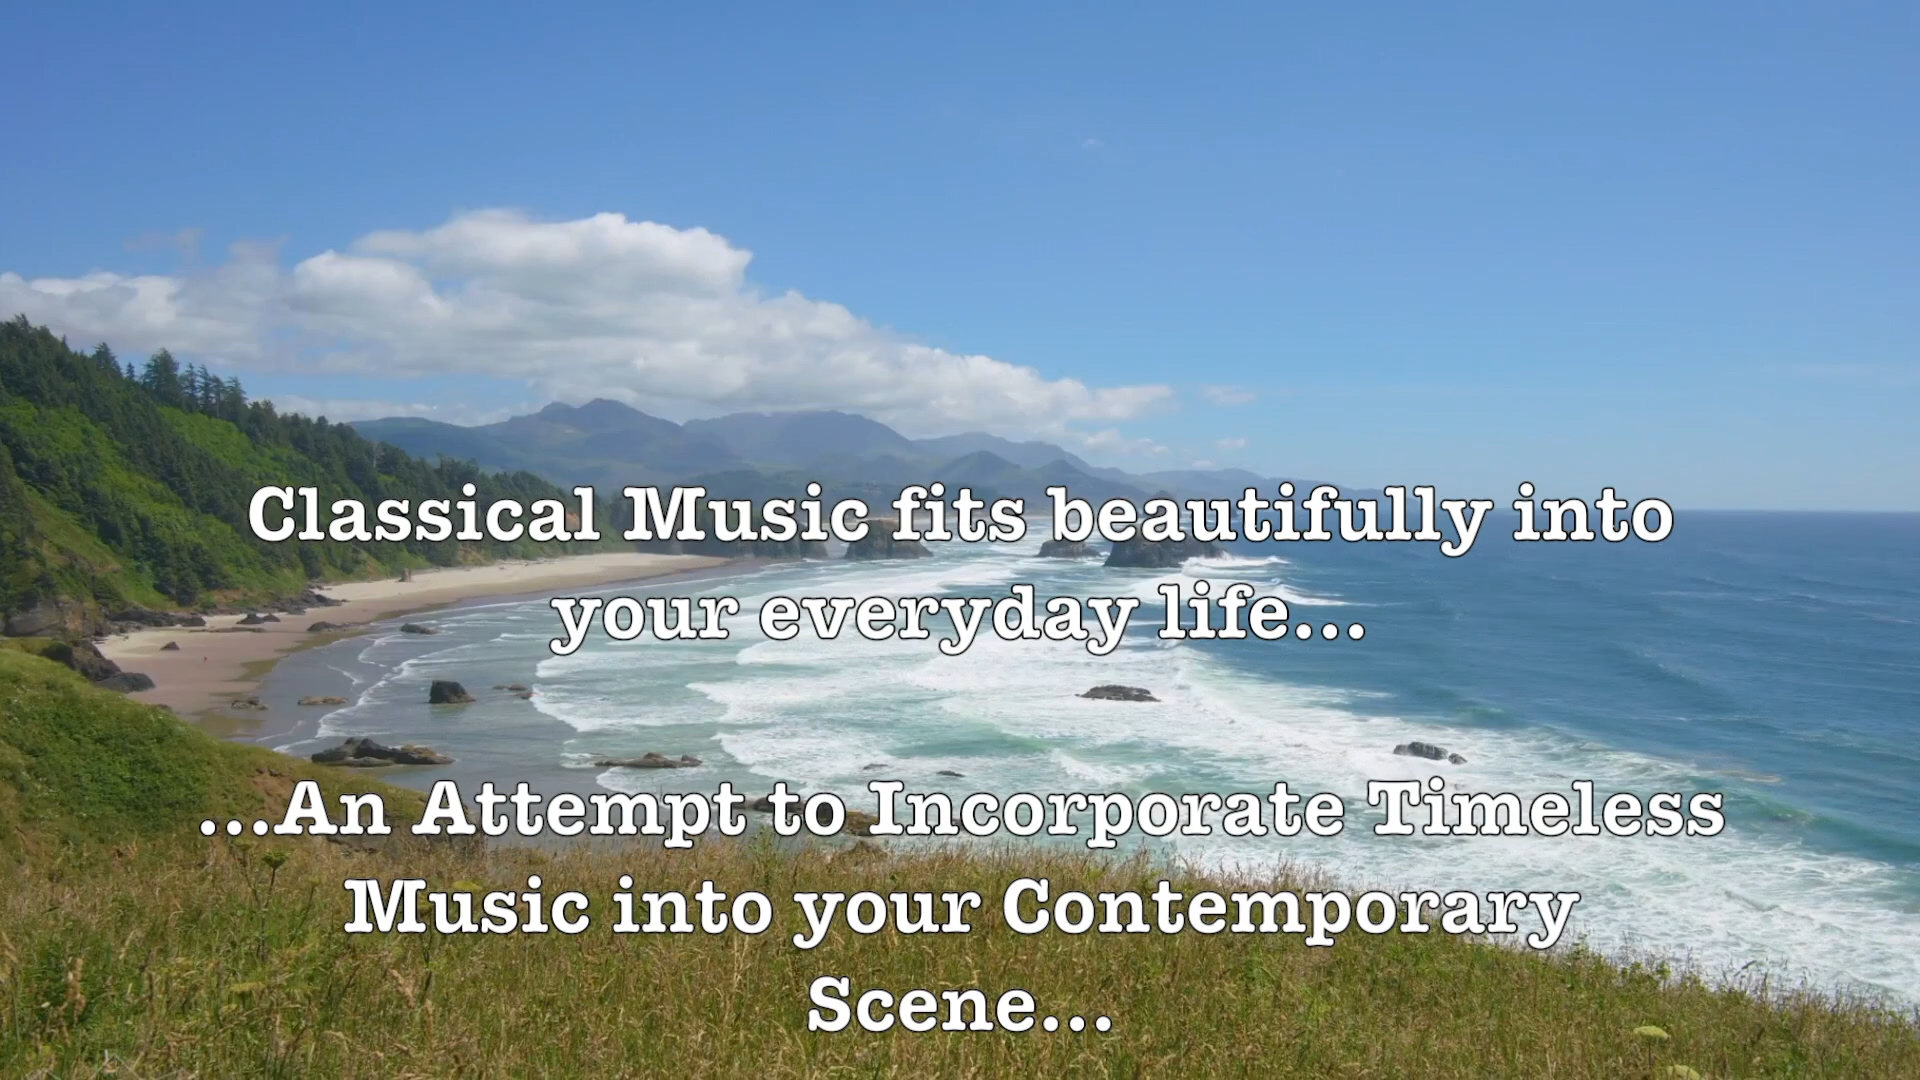 Classical Music fits beautifully into
your everyday life...
...An Attempt to Incorporate Timeless
Music into your Contemporary
Scene...